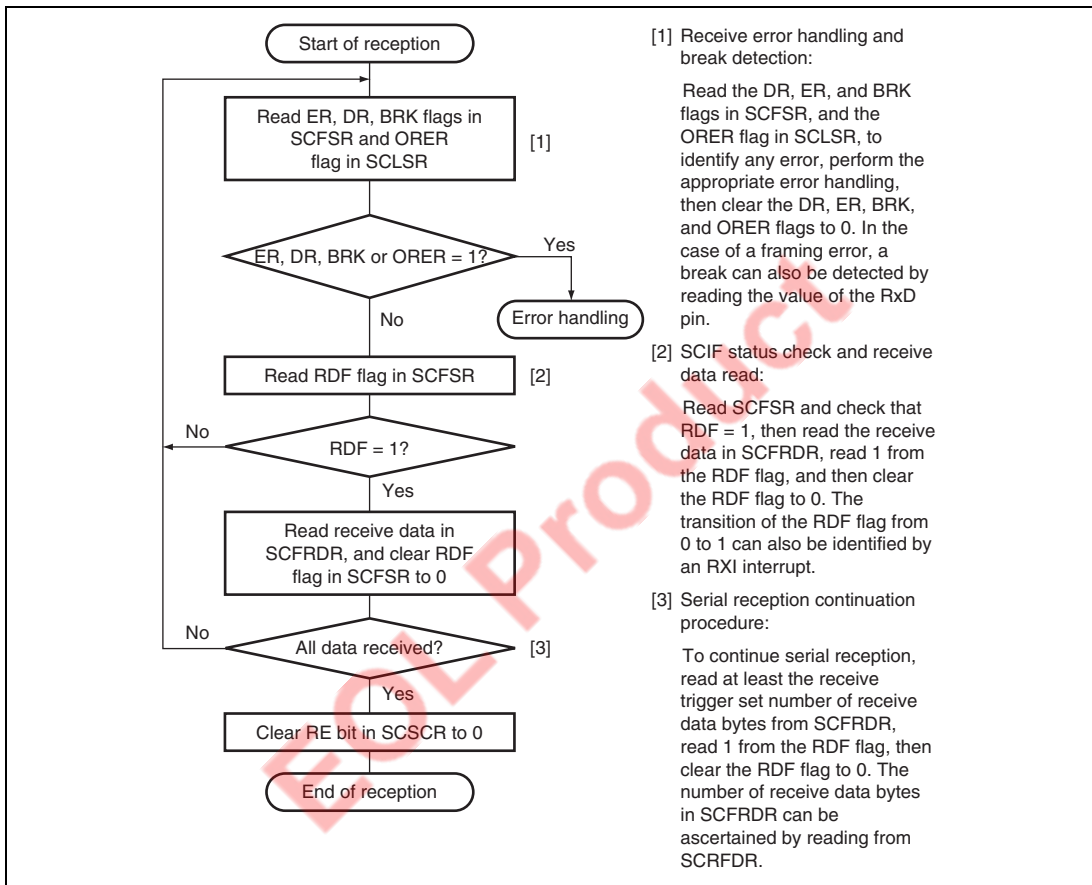 Start of reception
Read ER, DR, BRK flags in
SCFSR and ORER
flag in SCLSR
[1]
ER, DR, BRK or ORER = 1?
Yes
Error handling
No
Read RDF flag in SCFSR
[2]
No
RDF = 1?
Yes
Read receive data in
SCFRDR, and clear RDF
flag in SCFSR to 0
No
All data received?
[3]
Yes
Clear RE bit in SCSCR to 0
End of reception
[1] Receive error handling and
break detection:
Read the DR, ER, and BRK
flags in SCFSR, and the
ORER flag in SCLSR, to
identify any error, perform the
appropriate error handling,
then clear the DR, ER, BRK,
and ORER flags to 0. In the
case of a framing error, a
break can also be detected by
reading the value of the RxD
pin.
[2] SCIF status check and receive
data read:
Read SCFSR and check that
RDF = 1, then read the receive
data in SCFRDR, read 1 from
the RDF flag, and then clear
the RDF flag to 0. The
transition of the RDF flag from
0 to 1 can also be identified by
an RXI interrupt.
[3] Serial reception continuation
procedure:
To continue serial reception,
read at least the receive
trigger set number of receive
data bytes from SCFRDR,
read 1 from the RDF flag, then
clear the RDF flag to 0. The
number of receive data bytes
in SCFRDR can be
ascertained by reading from
SCRFDR.
EOL Product